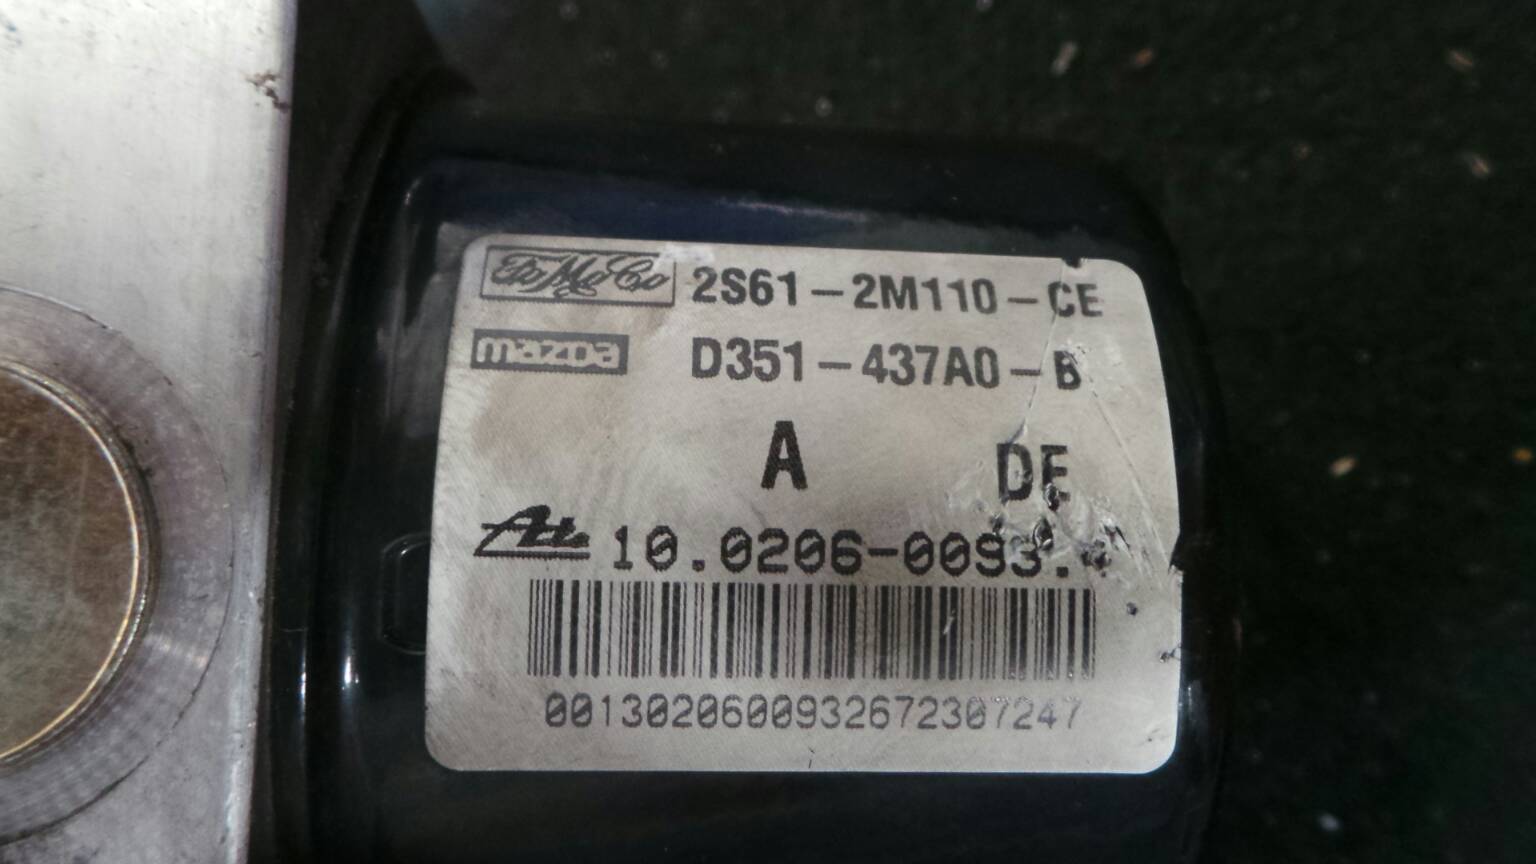 FoMoCo 2S61-2M110-CE
mazda D351-437A0-B
A DE
Ate 10.0206-0093.
0013020600932672307247